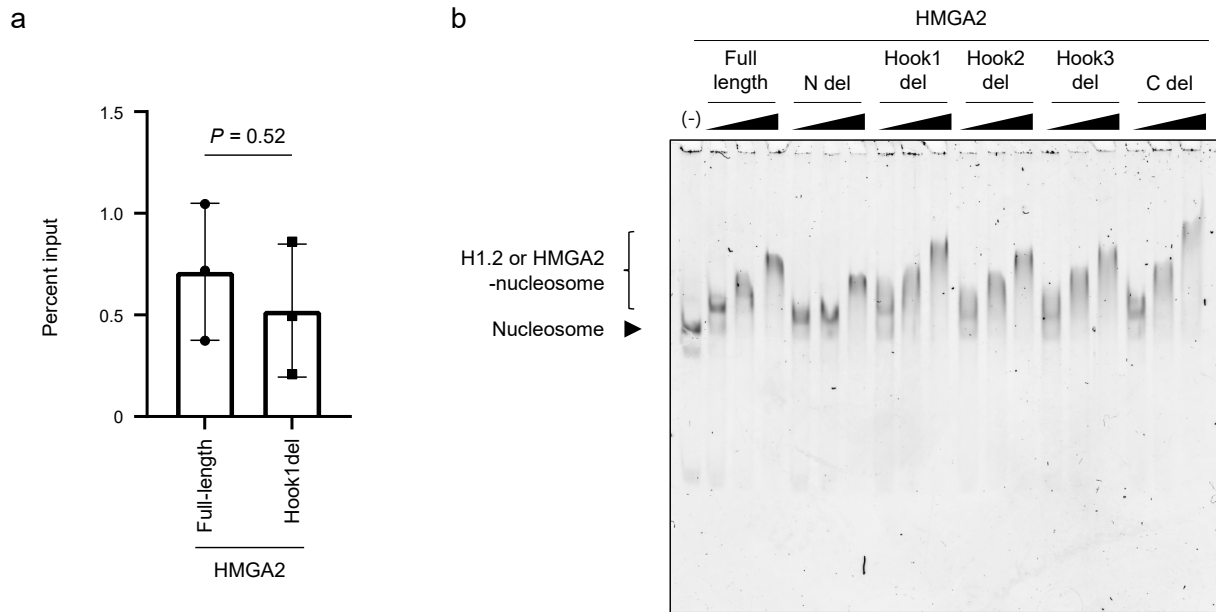 a
1.5
1.0
0.5
0
Percent input
P = 0.52
Full-length
Hook1del
HMGA2
b
HMGA2
Full
length
N del
Hook1
del
Hook2
del
Hook3
del
C del
(-)
H1.2 or HMGA2
-nucleosome
Nucleosome